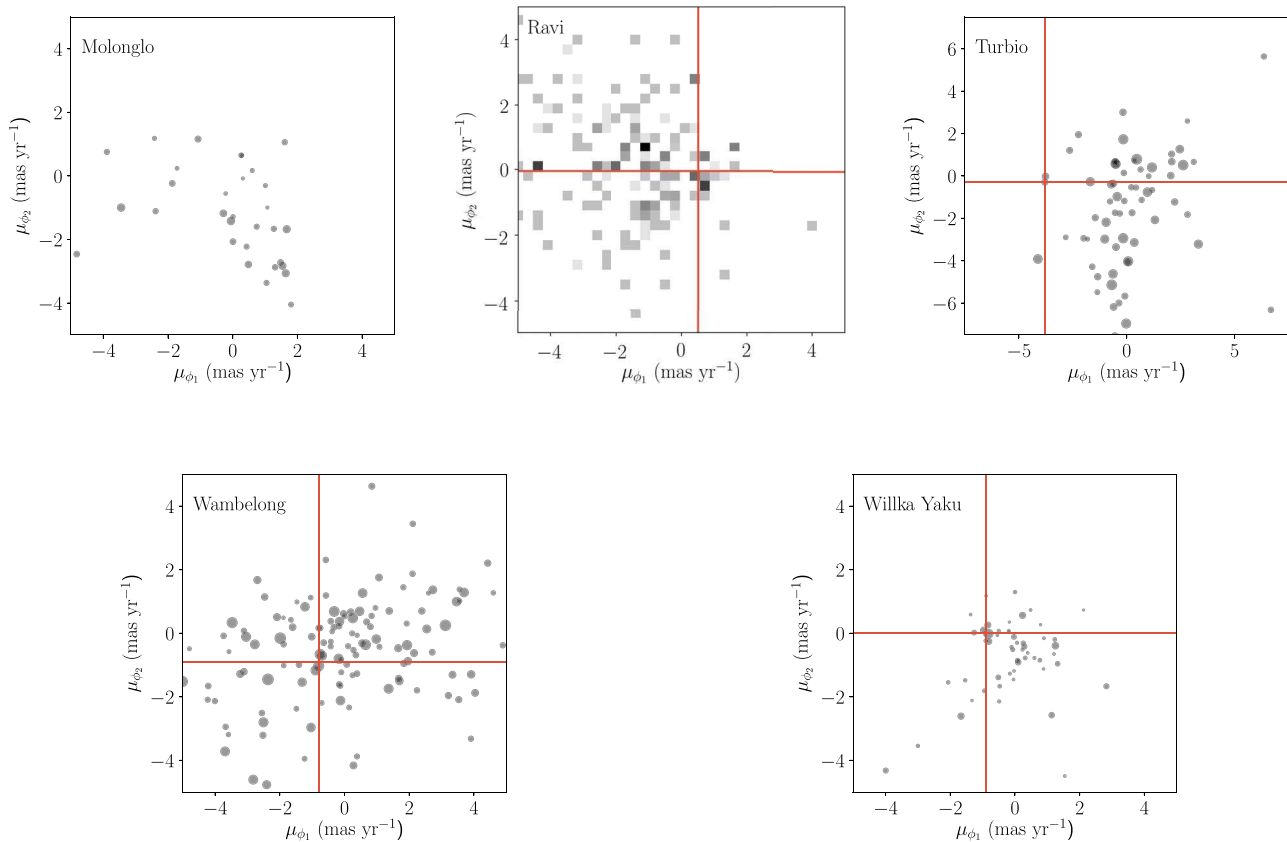 Molonglo
4
2
0
−2
−4
μϕ₂ (mas yr⁻¹)
−4 −2 0 2 4
μϕ₁ (mas yr⁻¹)
Ravi
4
2
0
−2
−4
μϕ₂ (mas yr⁻¹)
−4 −2 0 2 4
μϕ₁ (mas yr⁻¹)
Turbio
6
4
2
0
−2
−4
−6
μϕ₂ (mas yr⁻¹)
−5 0 5
μϕ₁ (mas yr⁻¹)
Wambelong
4
2
0
−2
−4
μϕ₂ (mas yr⁻¹)
−4 −2 0 2 4
μϕ₁ (mas yr⁻¹)
Willka Yaku
4
2
0
−2
−4
μϕ₂ (mas yr⁻¹)
−4 −2 0 2 4
μϕ₁ (mas yr⁻¹)